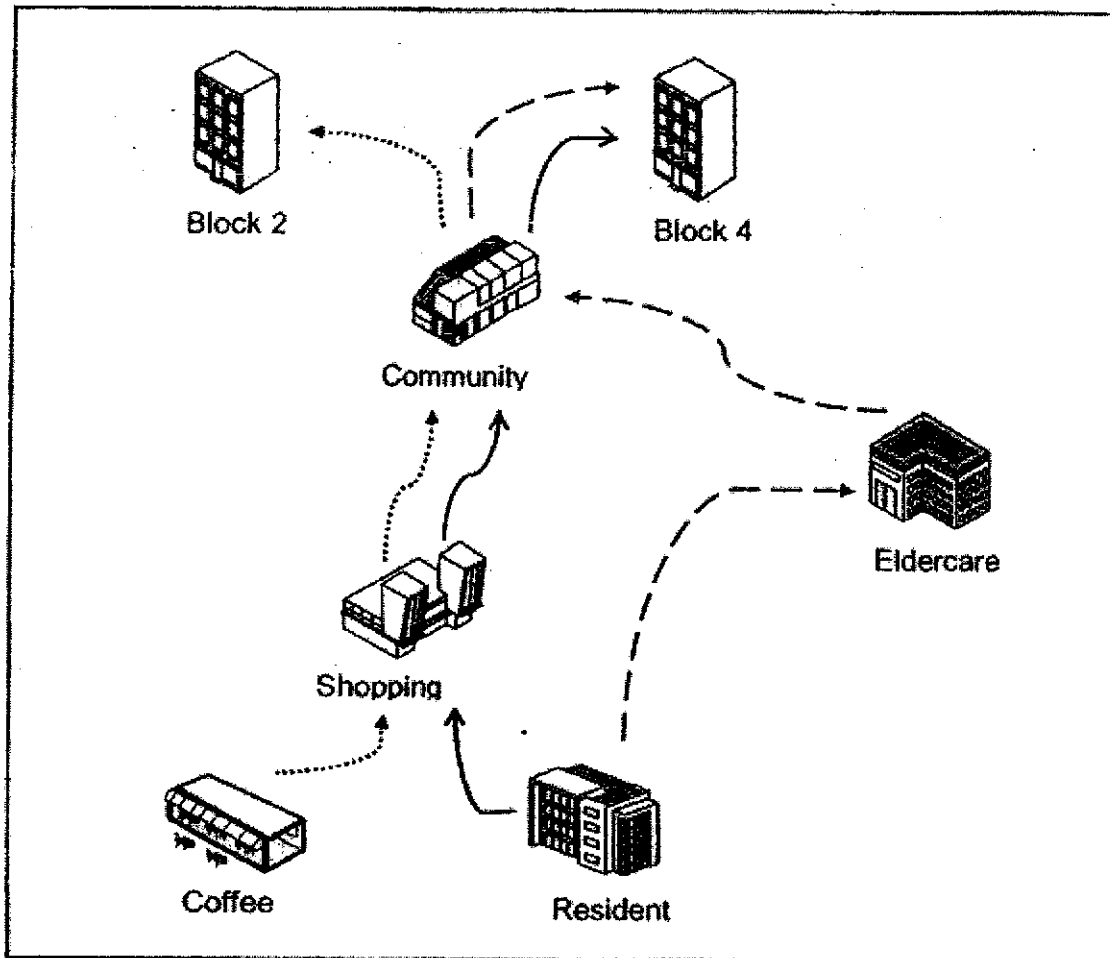 Block 2
Block 4
Community
Eldercare
Shopping
Coffee
Resident